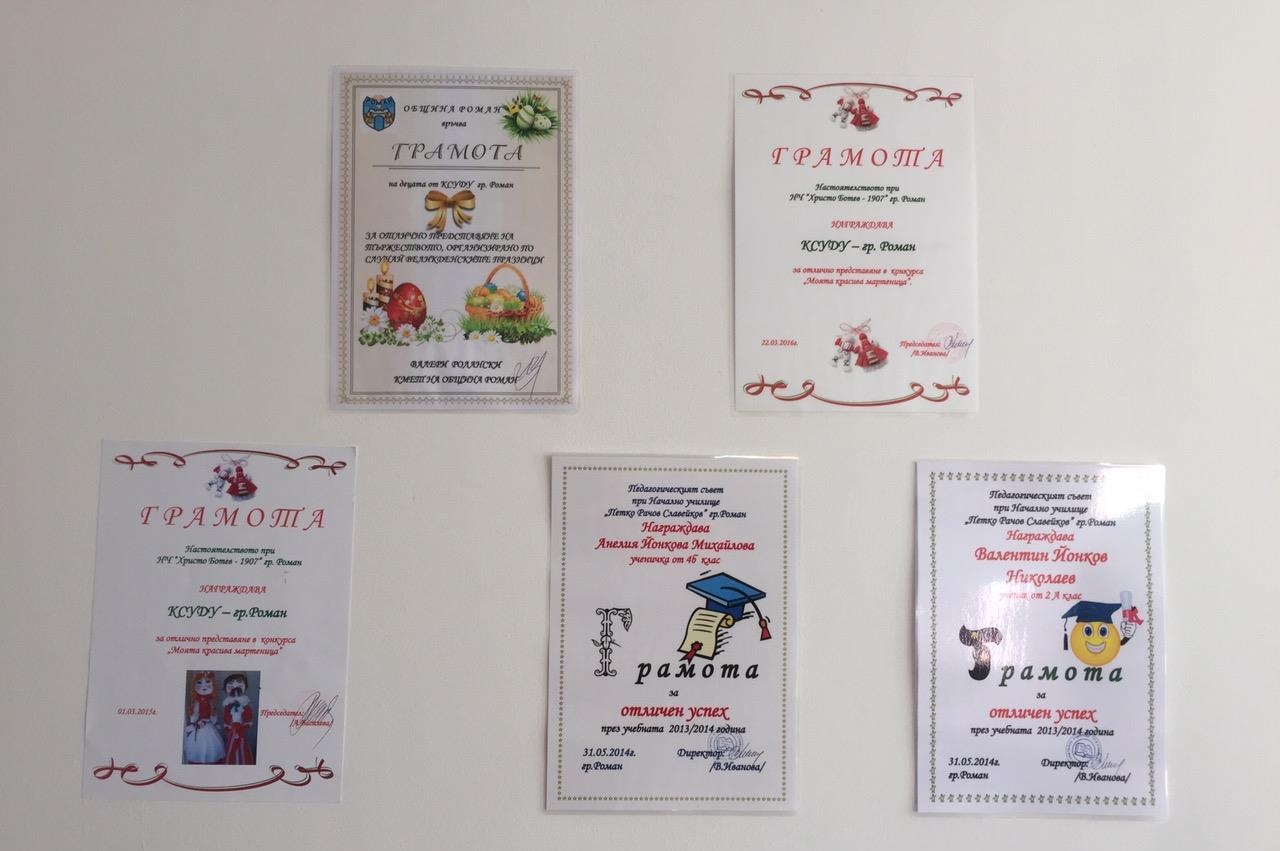 РОМАН
ОБЩИНА РОМАН
връчва
ГРАМОТА
на децата от КСУДУ гр. Роман
ЗА ОТЛИЧНО ПРЕДСТАВЯНЕ НА
ТЪРЖЕСТВОТО, ОРГАНИЗИРАНО ПО
СЛУЧАЙ ВЕЛИКДЕНСКИТЕ ПРАЗНИЦИ
ВАЛЕРИ РОЛАНСКИ
КМЕТ НА ОБЩИНА РОМАН
ГРАМОТА
Настоятелството при
НЧ "Христо Ботев - 1907" гр. Роман
НАГРАЖДАВА
КСУДУ – гр. Роман
за отлично представяне в конкурса
„Моята красива мартеница".
22.03.2016г.
Председател:
/В.Иванова/
ГРАМОТА
Настоятелството при
НЧ "Христо Ботев - 1907" гр. Роман
НАГРАЖДАВА
КСУДУ – гр.Роман
за отлично представяне в конкурса
„Моята красива мартеница"
01.03.2015г.
Председател:
Педагогическият съвет
при Начално училище
„Петко Рачов Славейков" гр.Роман
Награждава
Анелия Йонкова Михайлова
ученичка от 4б клас
Грамота
за
отличен успех
през учебната 2013/2014 година
31.05.2014г.
Директор:
гр.Роман
/В.Иванова/
Педагогическият съвет
при Начално училище
„Петко Рачов Славейков" гр.Роман
Награждава
Валентин Йонков
Николаев
ученик от 2 А клас
Грамота
за
отличен успех
през учебната 2013/2014 година
31.05.2014г.
Директор:
гр.Роман
/В.Иванова/